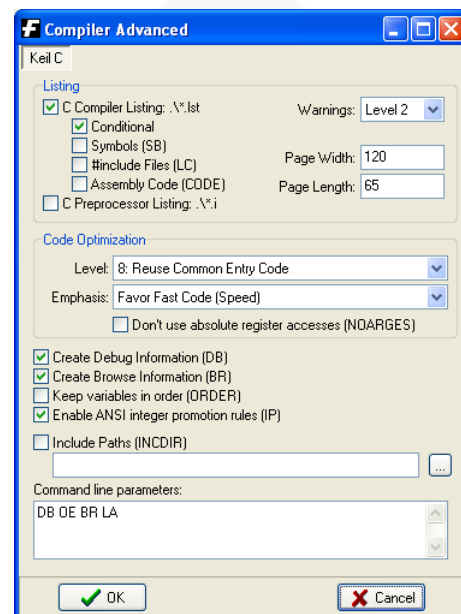 Compiler Advanced
Keil C
Listing
C Compiler Listing: .\*.lst
Warnings: Level 2
Conditional
Symbols (SB)
#include Files (LC)
Page Width: 120
Assembly Code (CODE)
Page Length: 65
C Preprocessor Listing: .\*.i
Code Optimization
Level: 8: Reuse Common Entry Code
Emphasis: Favor Fast Code (Speed)
Don't use absolute register accesses (NOARGES)
Create Debug Information (DB)
Create Browse Information (BR)
Keep variables in order (ORDER)
Enable ANSI integer promotion rules (IP)
Include Paths (INCDIR)
...
Command line parameters:
DB OE BR LA
OK Cancel